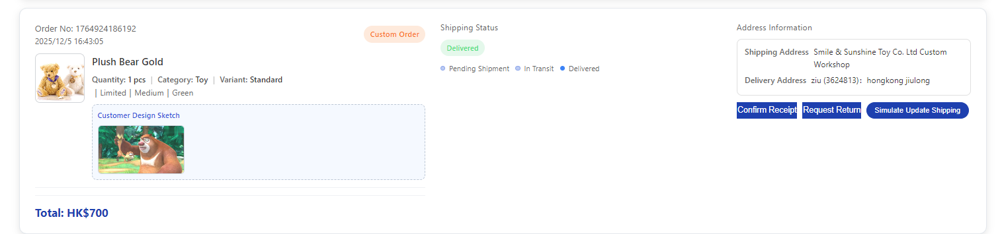 Order No: 1764924186192
2025/12/5 16:43:05
Custom Order
Plush Bear Gold
Quantity: 1 pcs | Category: Toy | Variant: Standard
| Limited | Medium | Green
Customer Design Sketch
Total: HK$700
Shipping Status
Delivered
Pending Shipment In Transit Delivered
Address Information
Shipping Address Smile & Sunshine Toy Co. Ltd Custom
Workshop
Delivery Address ziu (3624813)：hongkong jiulong
Confirm Receipt Request Return Simulate Update Shipping